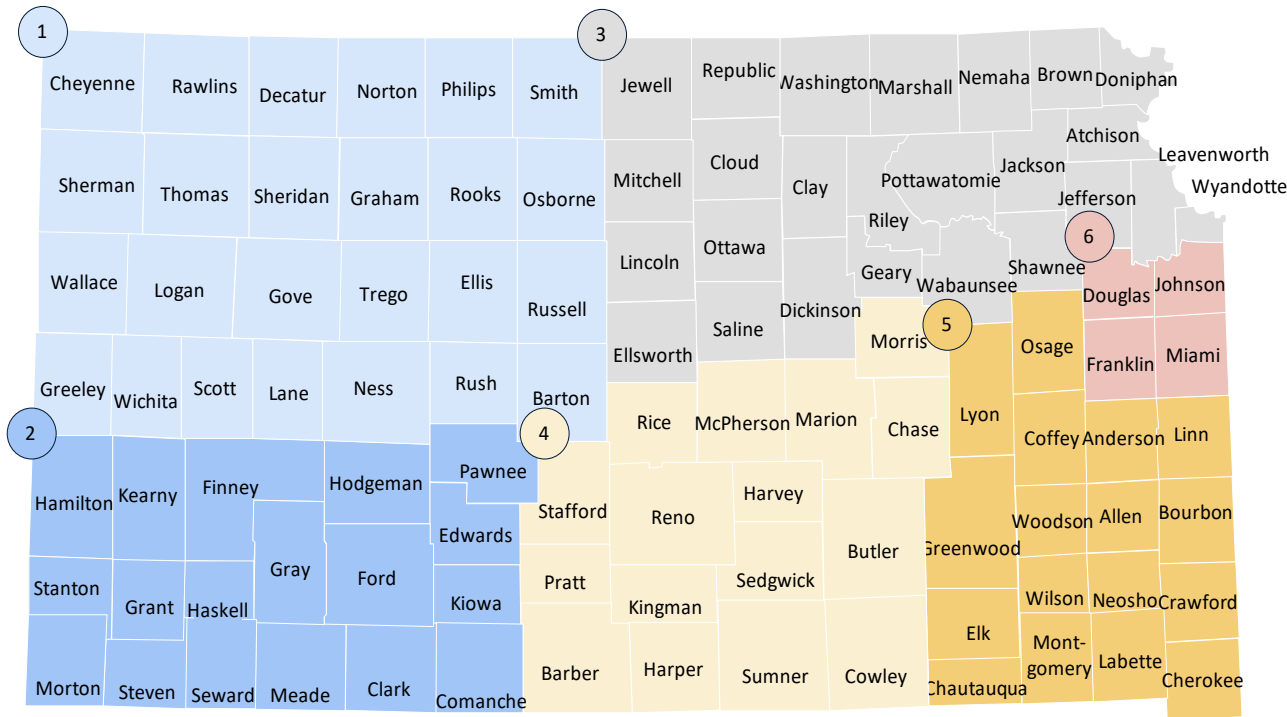 1
3
Cheyenne
Rawlins
Decatur
Norton
Philips
Smith
Jewell
Republic
Washington
Marshall
Nemaha
Brown
Doniphan
Sherman
Thomas
Sheridan
Graham
Rooks
Osborne
Mitchell
Cloud
Clay
Riley
Pottawatomie
Jackson
Atchison
Jefferson
Leavenworth
Wyandotte
6
Wallace
Logan
Gove
Trego
Ellis
Russell
Lincoln
Ottawa
Saline
Dickinson
Geary
Wabaunsee
Shawnee
Douglas
Johnson
5
Greeley
Wichita
Scott
Lane
Ness
Rush
Barton
Ellsworth
Morris
Osage
Franklin
Miami
2
4
Rice
McPherson
Marion
Chase
Lyon
Coffey
Anderson
Linn
Hamilton
Kearny
Finney
Hodgeman
Pawnee
Edwards
Stafford
Reno
Harvey
Butler
Greenwood
Woodson
Allen
Bourbon
Stanton
Grant
Haskell
Gray
Ford
Kiowa
Pratt
Kingman
Sedgwick
Elk
Wilson
Neosho
Crawford
Morton
Steven
Seward
Meade
Clark
Comanche
Barber
Harper
Sumner
Cowley
Chautauqua
Mont-
gomery
Labette
Cherokee